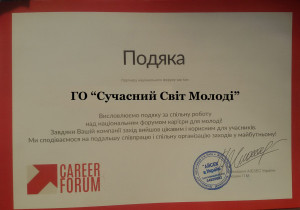 Подяка
ГО “Сучасний Світ Молоді”
Висловлюємо подяку за спільну роботу
над національним форумом кар'єри для молоді!
Завдяки Вашій компанії захід вийшов цікавим і корисним для учасників.
Ми сподіваємося на подальшу співпрацю і спільну організацію заходів у майбутньому!
CAREER
FORUM